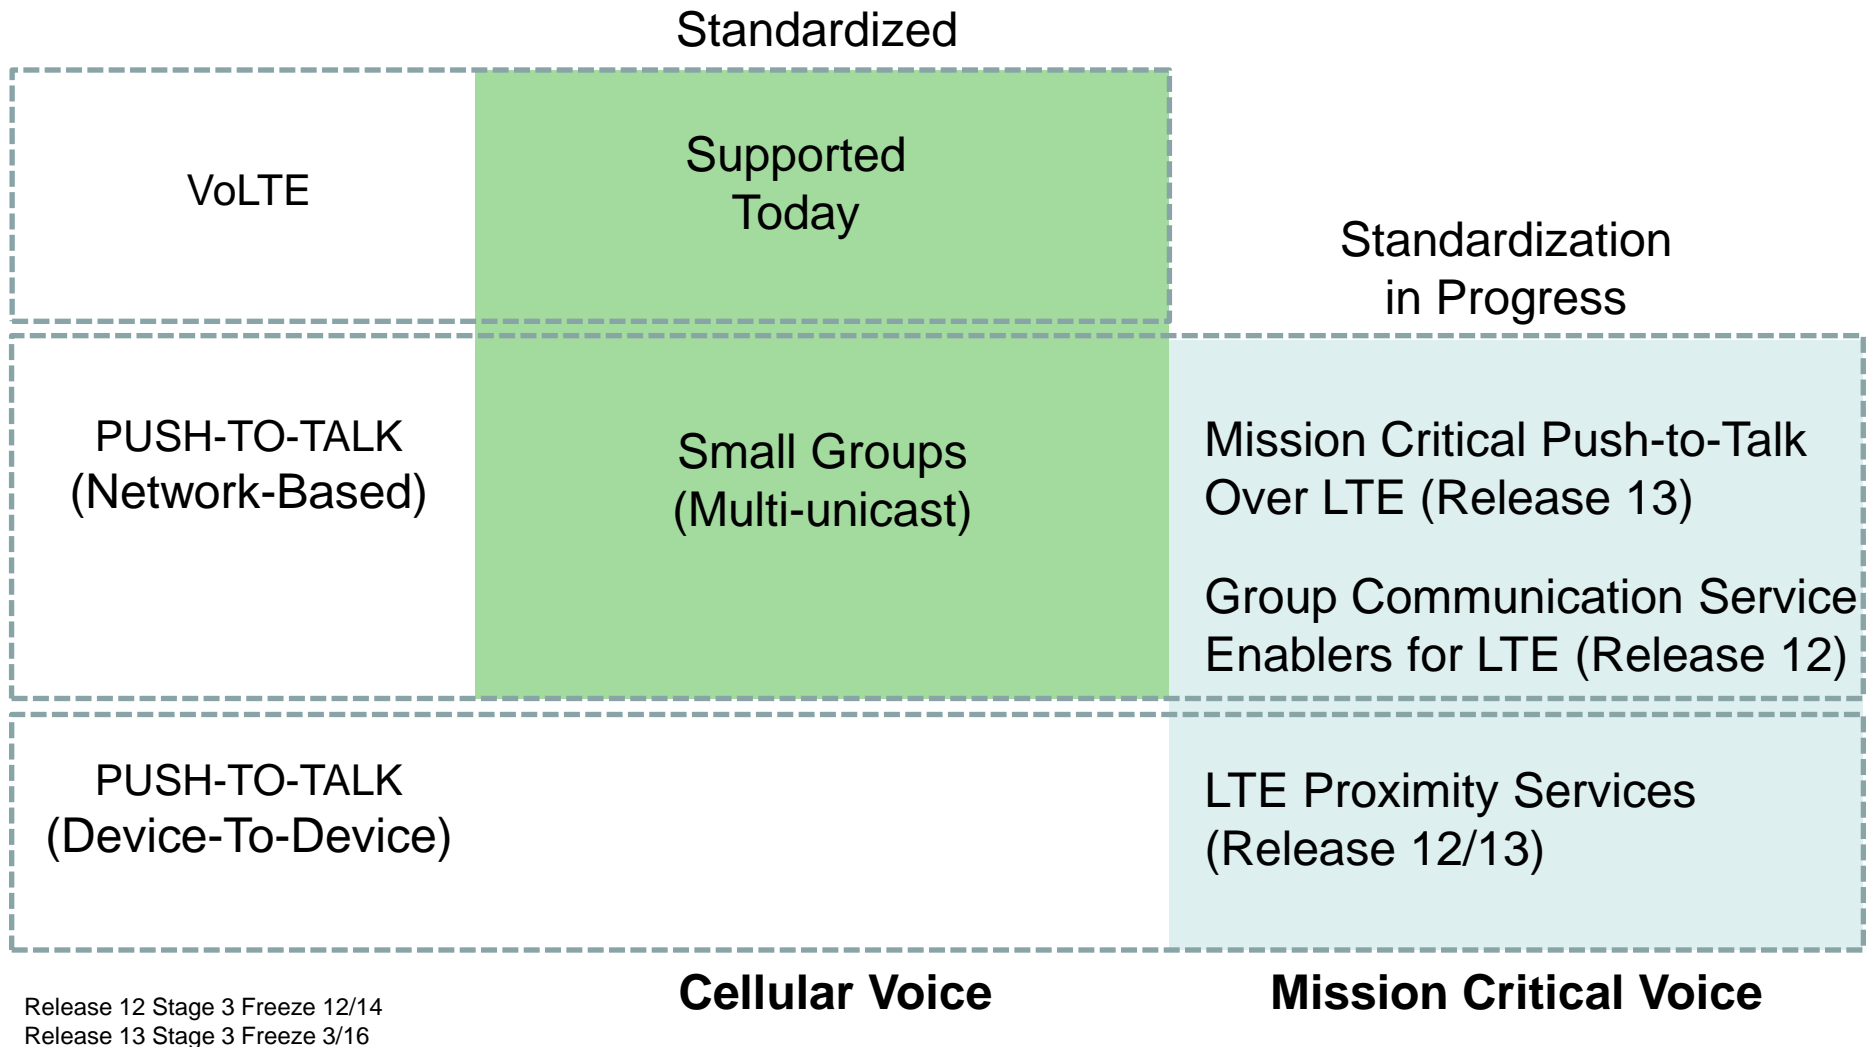 Standardized
VoLTE
Supported
Today
Standardization
in Progress
PUSH-TO-TALK
(Network-Based)
Small Groups
(Multi-unicast)
Mission Critical Push-to-Talk
Over LTE (Release 13)
Group Communication Service
Enablers for LTE (Release 12)
PUSH-TO-TALK
(Device-To-Device)
LTE Proximity Services
(Release 12/13)
Cellular Voice
Mission Critical Voice
Release 12 Stage 3 Freeze 12/14
Release 13 Stage 3 Freeze 3/16